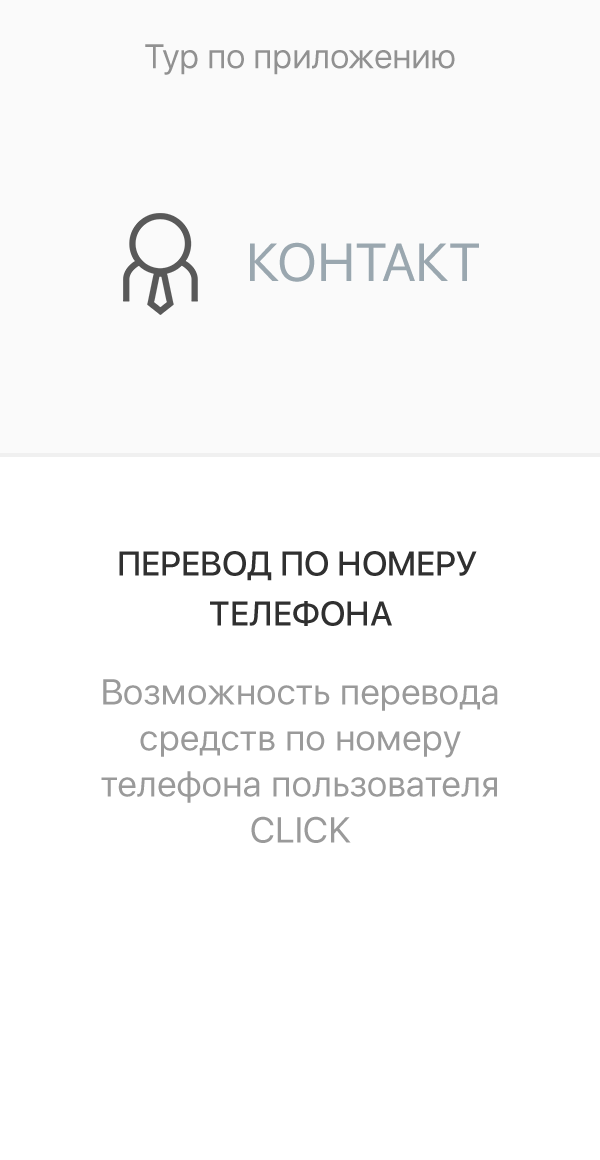 Тур по приложению
КОНТАКТ
ПЕРЕВОД ПО НОМЕРУ
ТЕЛЕФОНА
Возможность перевода
средств по номеру
телефона пользователя
CLICK